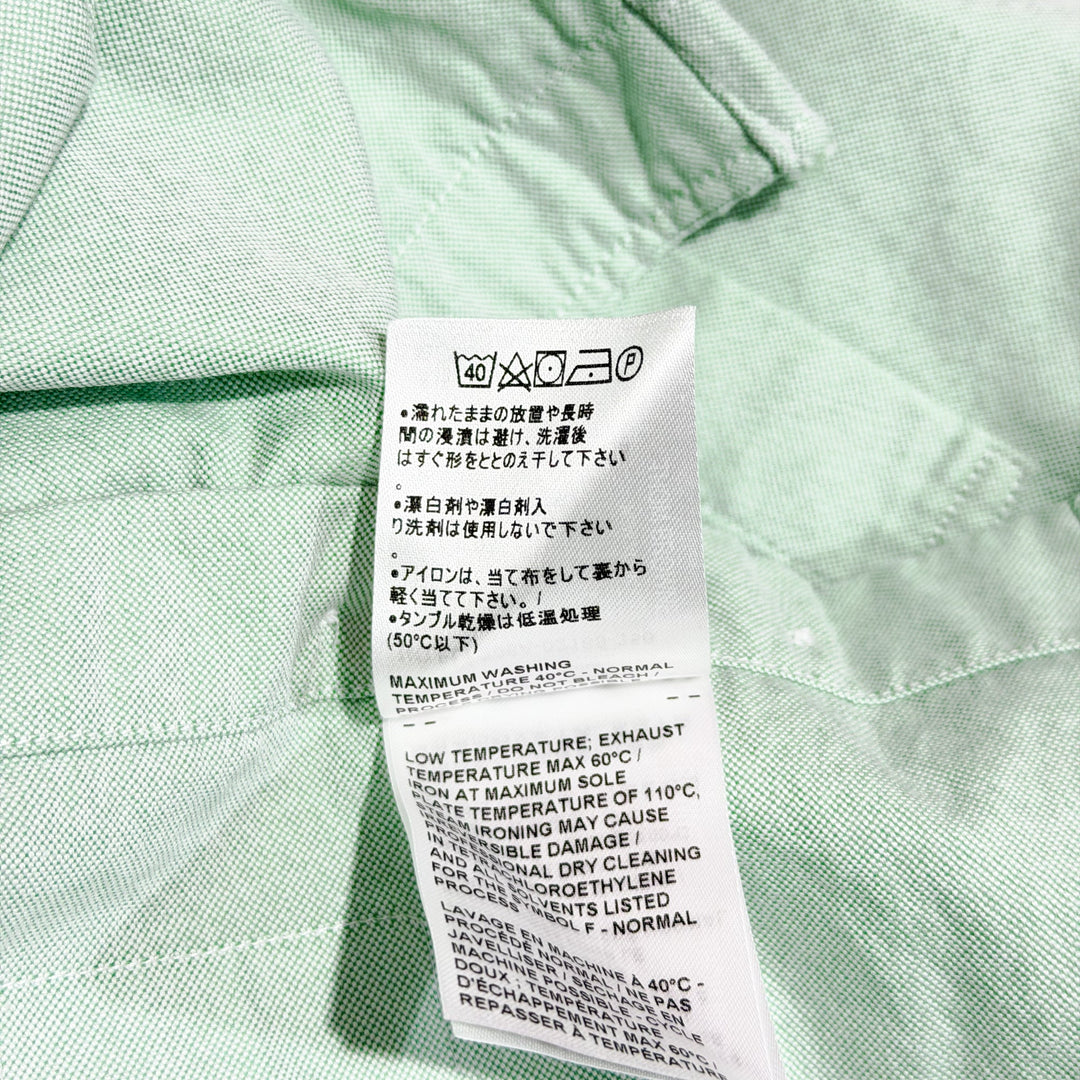 40 P
•濡れたままの放置や長時
間の浸漬は避け、洗濯後
はすぐ形をととのえ干して下さい
。
•漂白剤や漂白剤入
り洗剤は使用しないで下さい
。
•アイロンは、当て布をして裏から
軽く当てて下さい。/
•タンブル乾燥は低温処理
(50°C以下)
MAXIMUM WASHING
TEMPERATURE 40°C - NORMAL
PROCESS / DO NOT BLEACH /
- - - -
LOW TEMPERATURE; EXHAUST
TEMPERATURE MAX 60°C /
IRON AT MAXIMUM SOLE
PLATE TEMPERATURE OF 110°C,
STEAM IRONING MAY CAUSE
IRREVERSIBLE DAMAGE /
DRY CLEANING
IN TETRACHLOROETHYLENE
AND ALL SOLVENTS LISTED
FOR THE SYMBOL F - NORMAL
PROCESS
LAVAGE EN MACHINE À 40°C -
PROCÉDÉ NORMAL / NE PAS
JAVELLISER / SÉCHAGE EN
MACHINE POSSIBLE - CYCLE
DOUX ; TEMPÉRATURE
D'ÉCHAPPEMENT MAX 60°C,
REPASSER À TEMPÉRATURE